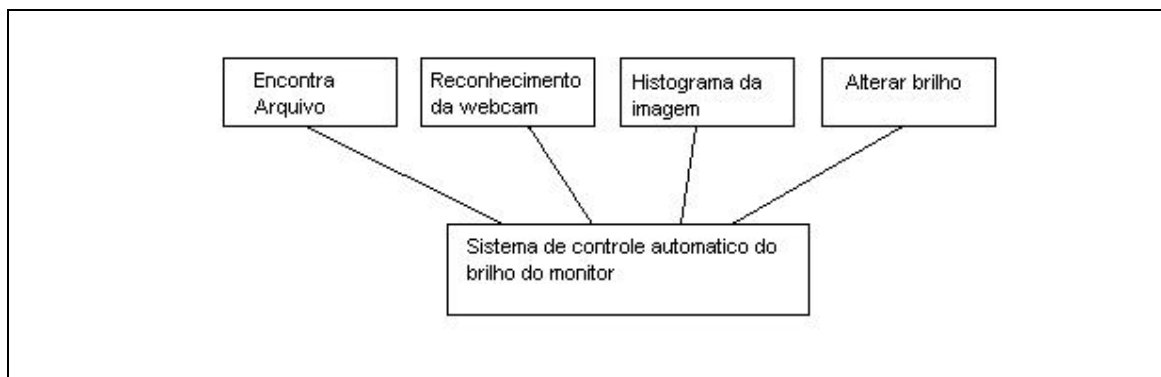 Encontra
Arquivo
Reconhecimento
da webcam
Histograma da
imagem
Alterar brilho
Sistema de controle automatico do
brilho do monitor